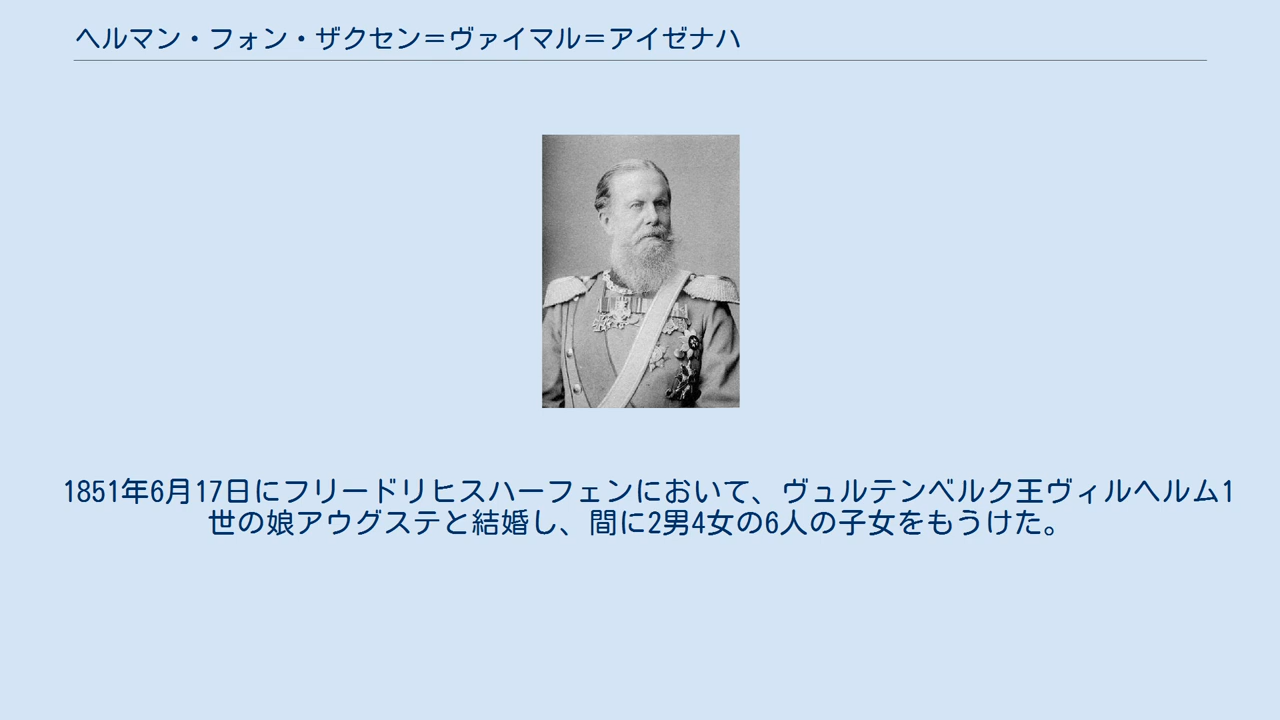 ヘルマン・フォン・ザクセン＝ヴァイマル＝アイゼナハ
1851年6月17日にフリードリヒスハーフェンにおいて、ヴュルテンベルク王ヴィルヘルム1
世の娘アウグステと結婚し、間に2男4女の6人の子女をもうけた。